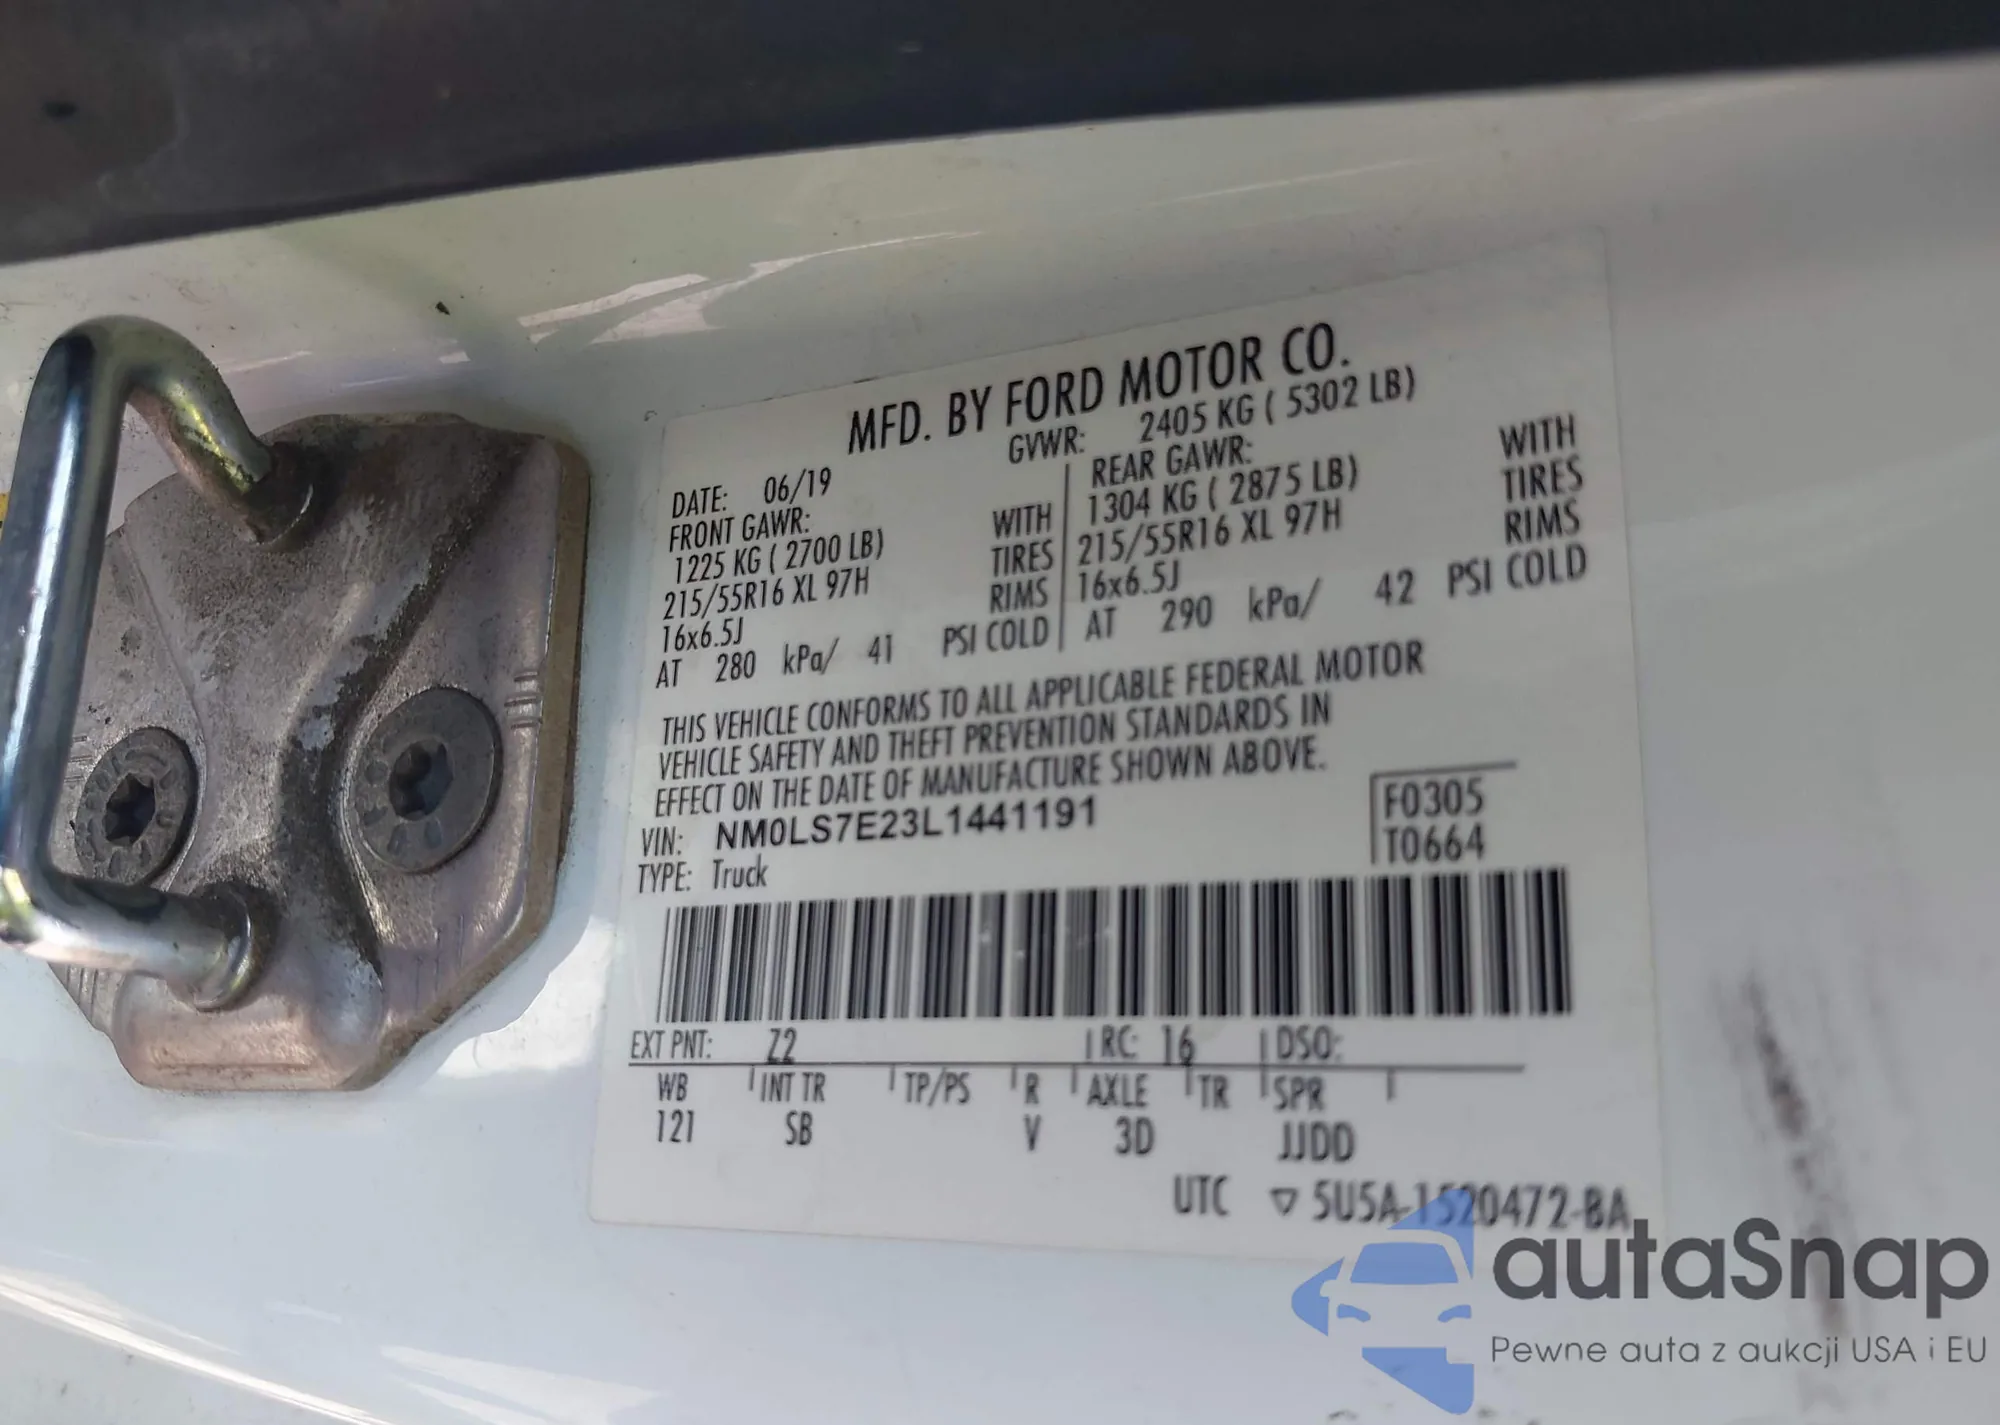 MFD. BY FORD MOTOR CO.
DATE: 06/19 GVWR: 2405 KG ( 5302 LB)
FRONT GAWR: REAR GAWR:
1225 KG ( 2700 LB) WITH 1304 KG ( 2875 LB) WITH
215/55R16 XL 97H TIRES 215/55R16 XL 97H TIRES
16x6.5J RIMS 16x6.5J RIMS
AT 280 kPa/ 41 PSI COLD AT 290 kPa/ 42 PSI COLD
THIS VEHICLE CONFORMS TO ALL APPLICABLE FEDERAL MOTOR
VEHICLE SAFETY AND THEFT PREVENTION STANDARDS IN
EFFECT ON THE DATE OF MANUFACTURE SHOWN ABOVE.
VIN: NM0LS7E23L1441191 F0305
TYPE: Truck T0664
EXT PNT: Z2 RC: 16 DSO:
WB INT TR TP/PS R AXLE TR SPR
121 SB V 3D JJDD
UTC ▽ 5U5A-1520472-BA
autaSnap
Pewne auta z aukcji USA i EU